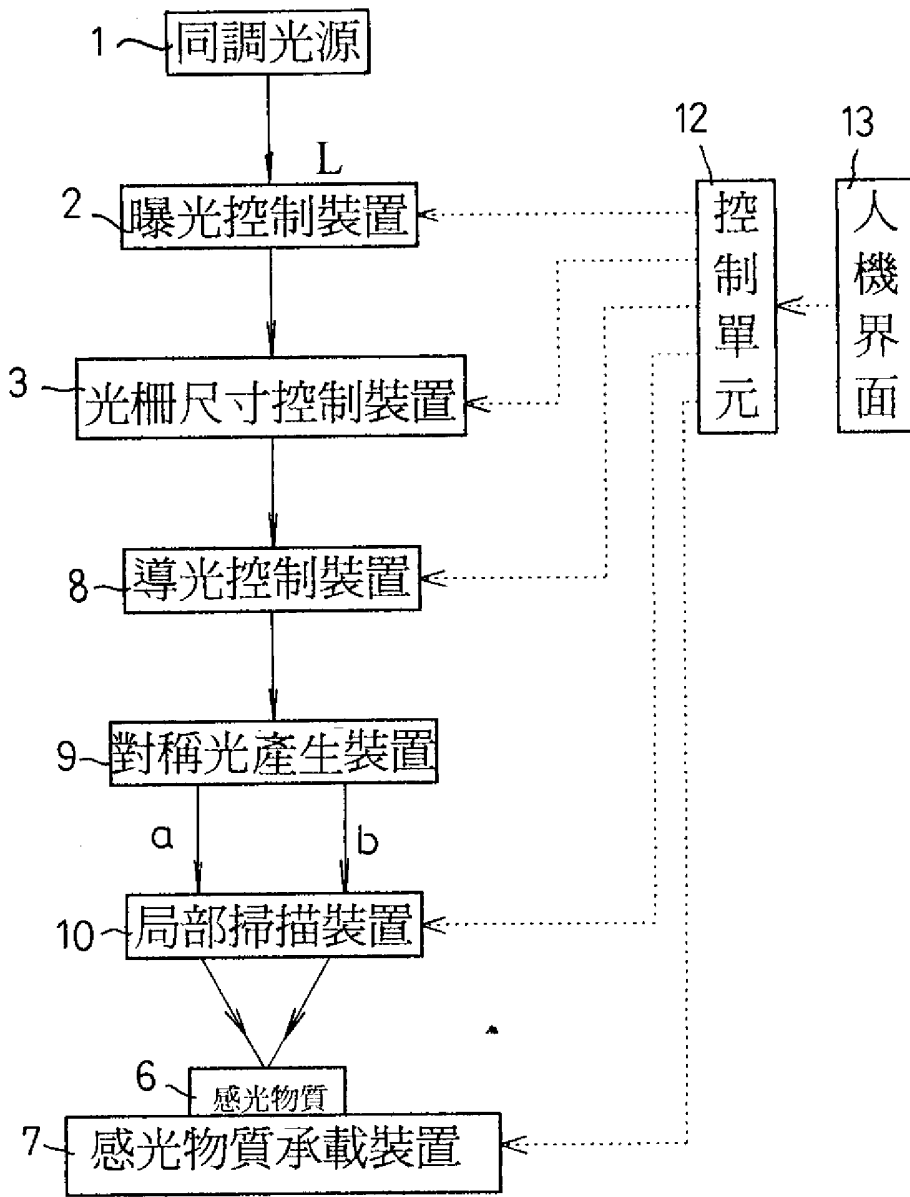 1
同調光源
L
2
曝光控制裝置
12
控制單元
13
人機界面
3
光柵尺寸控制裝置
8
導光控制裝置
9
對稱光產生裝置
a
b
10
局部掃描裝置
6
感光物質
7
感光物質承載裝置